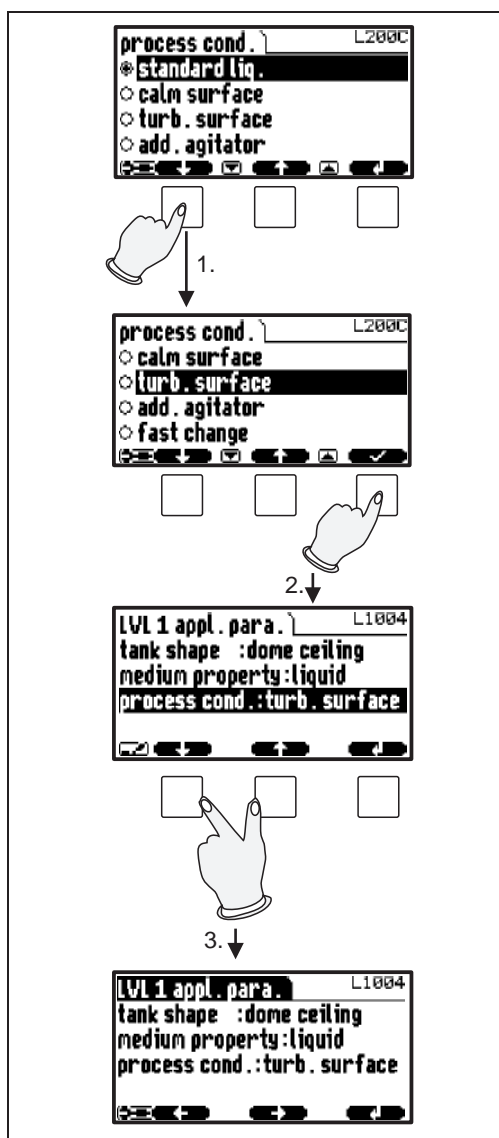 process cond. L200C
standard liq.
calm surface
turb. surface
add. agitator
1.
process cond. L200C
calm surface
turb. surface
add. agitator
fast change
2.
LVL 1 appl. para. L1004
tank shape :dome ceiling
medium property:liquid
process cond.:turb. surface
3.
LVL 1 appl. para. L1004
tank shape :dome ceiling
medium property:liquid
process cond.:turb. surface